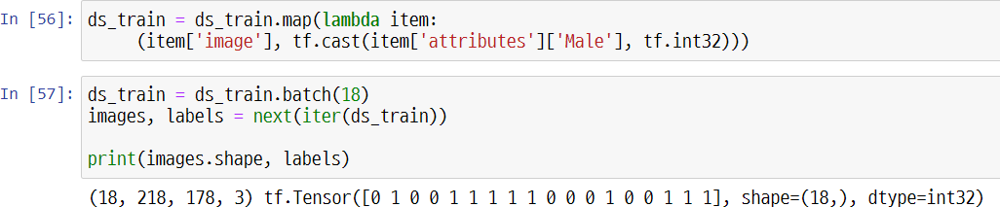 In [56]: ds_train = ds_train.map(lambda item:
(item['image'], tf.cast(item['attributes']['Male'], tf.int32)))
In [57]: ds_train = ds_train.batch(18)
images, labels = next(iter(ds_train))
print(images.shape, labels)
(18, 218, 178, 3) tf.Tensor([0 1 0 0 1 1 1 1 1 0 0 0 1 0 0 1 1 1], shape=(18,), dtype=int32)